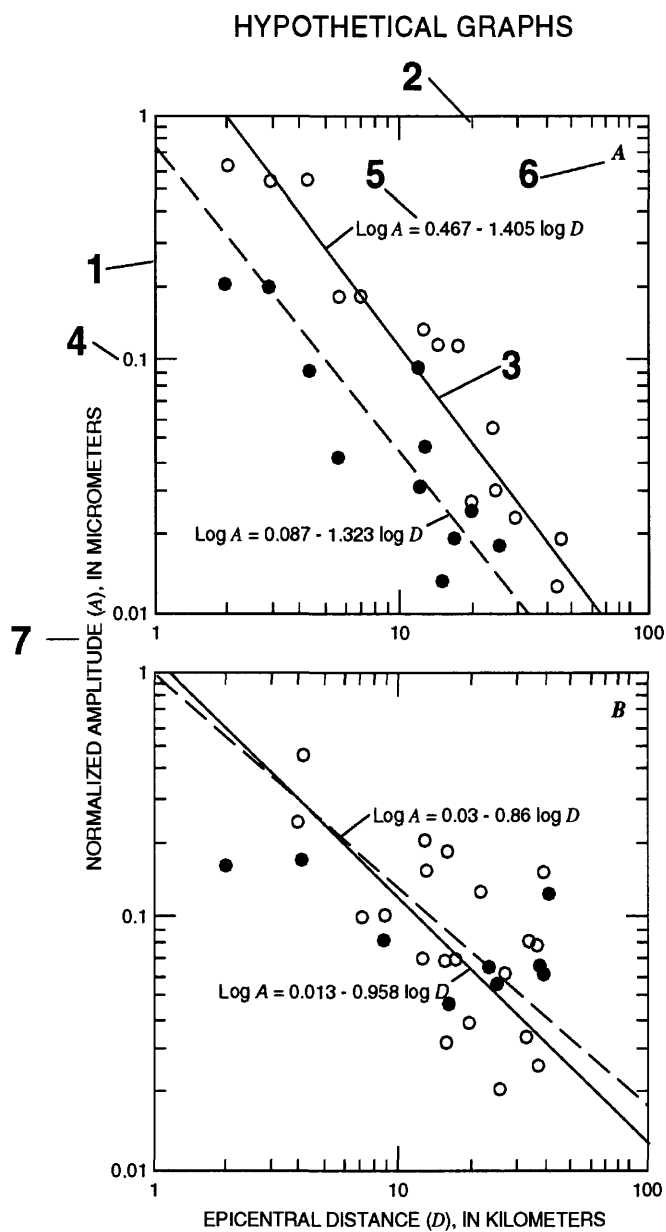 HYPOTHETICAL GRAPHS
2
1
A
6
5
Log A = 0.467 - 1.405 log D
1
4
0.1
3
Log A = 0.087 - 1.323 log D
0.01
1
10
100
7
NORMALIZED AMPLITUDE (A), IN MICROMETERS
1
B
Log A = 0.03 - 0.86 log D
0.1
Log A = 0.013 - 0.958 log D
0.01
1
10
100
EPICENTRAL DISTANCE (D), IN KILOMETERS